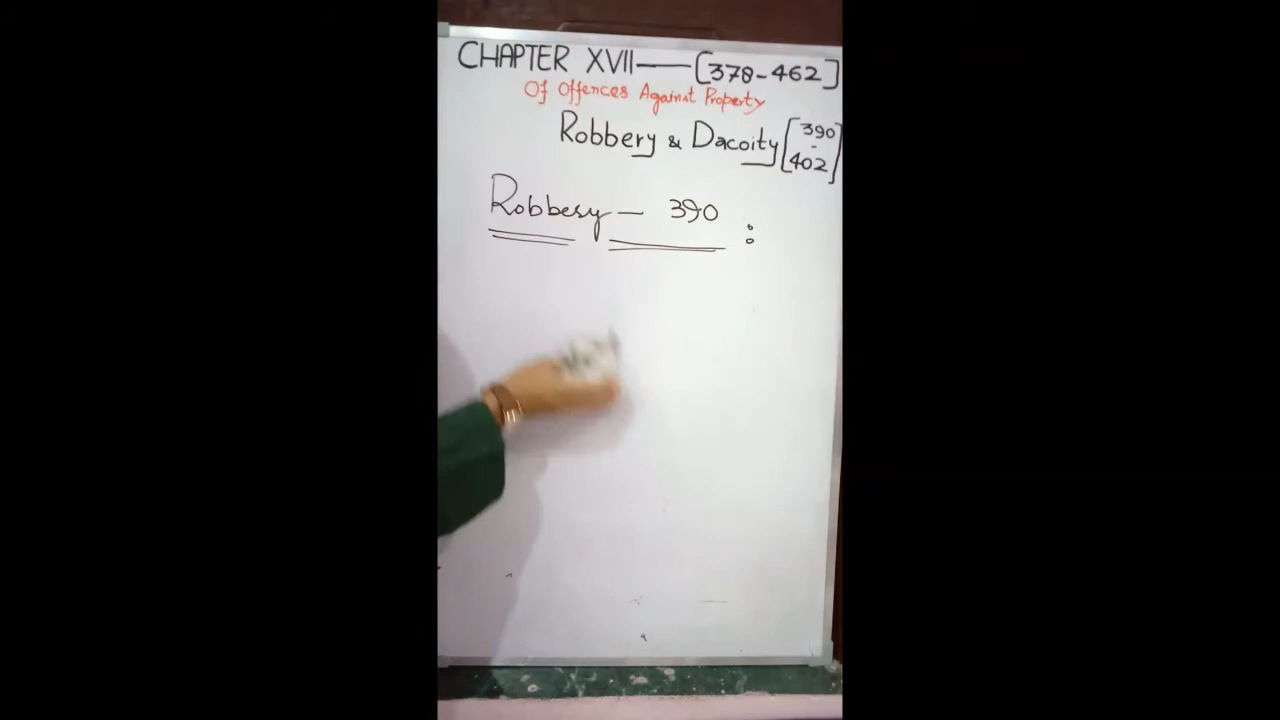 CHAPTER XVII — [378-462]
Of Offences Against Property
Robbery & Dacoity [390 - 402]
Robbery — 390 :